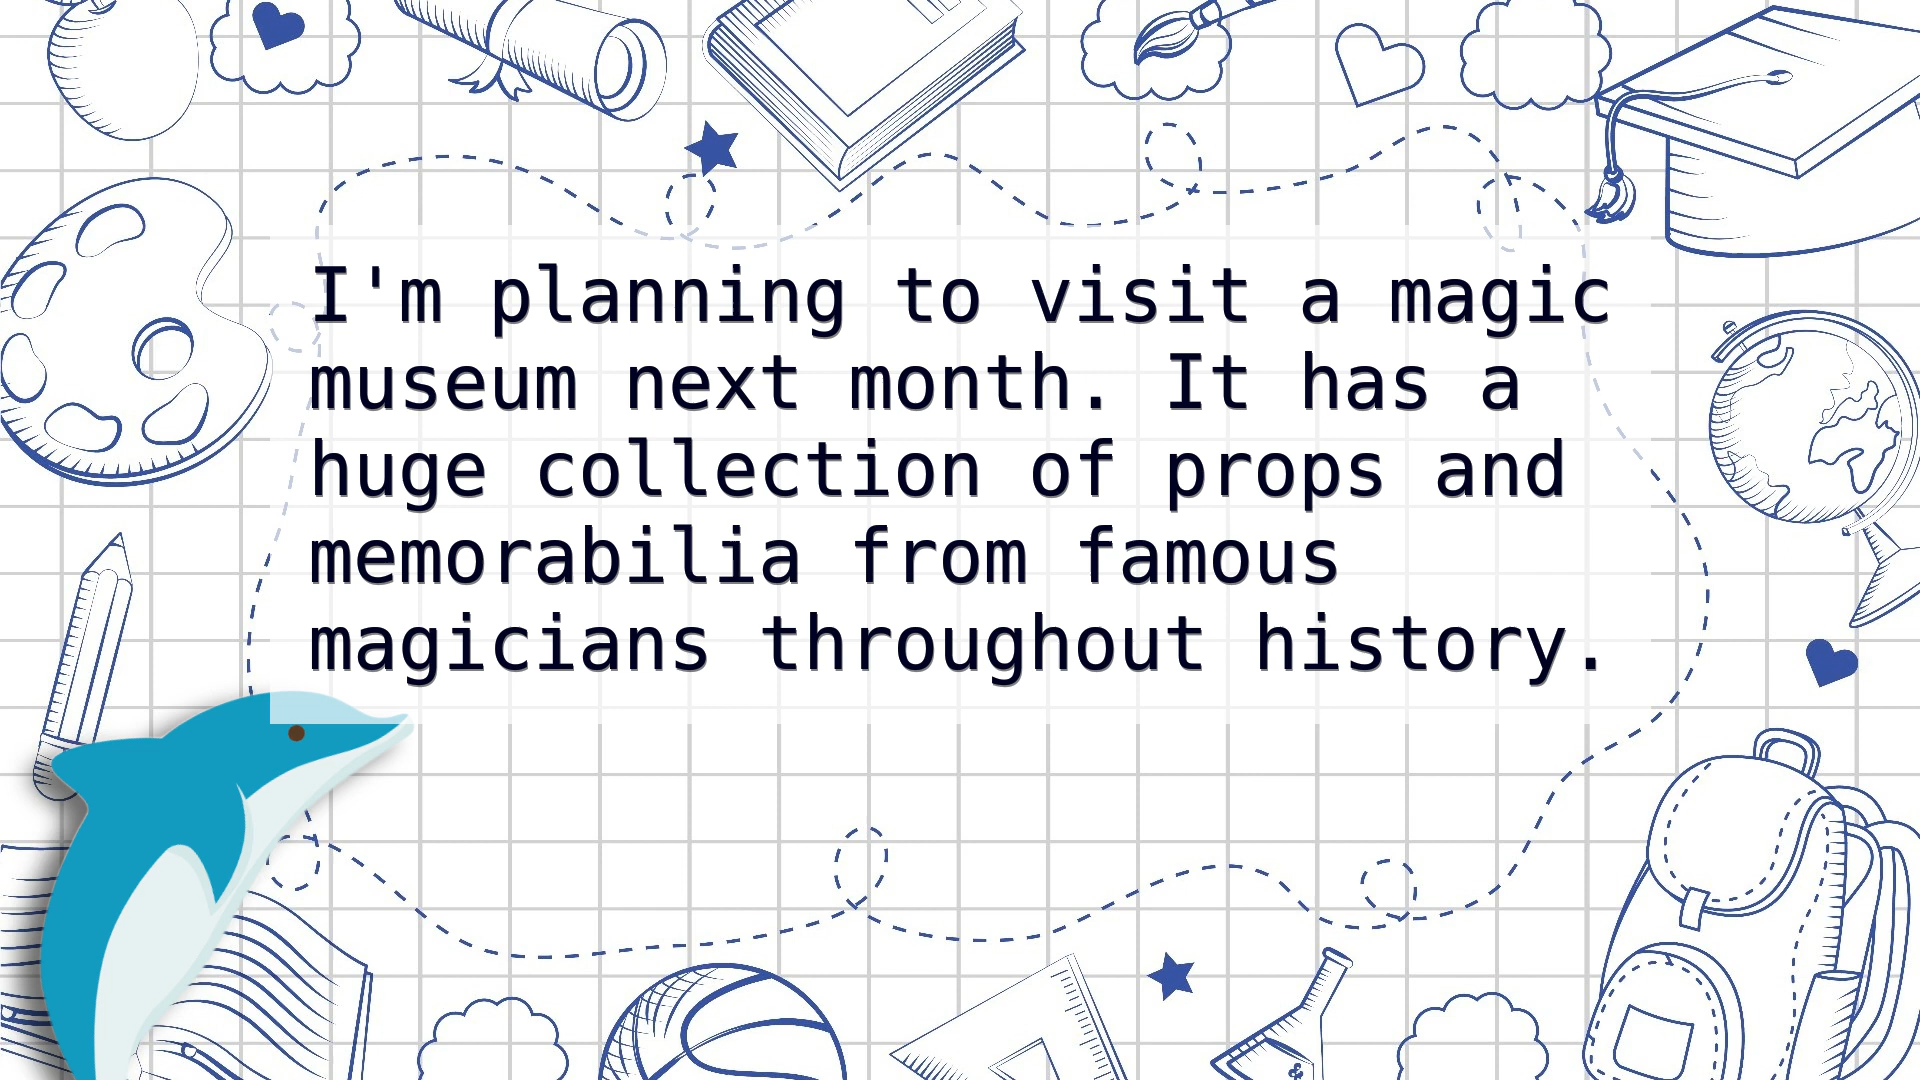 I'm planning to visit a magic
museum next month. It has a
huge collection of props and
memorabilia from famous
magicians throughout history.